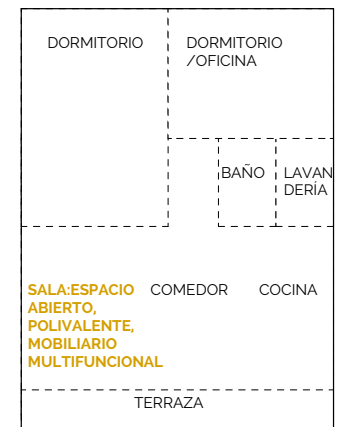 DORMITORIO
DORMITORIO
/OFICINA
BAÑO
LAVAN
DERÍA
SALA:ESPACIO
ABIERTO,
POLIVALENTE,
MOBILIARIO
MULTIFUNCIONAL
COMEDOR
COCINA
TERRAZA